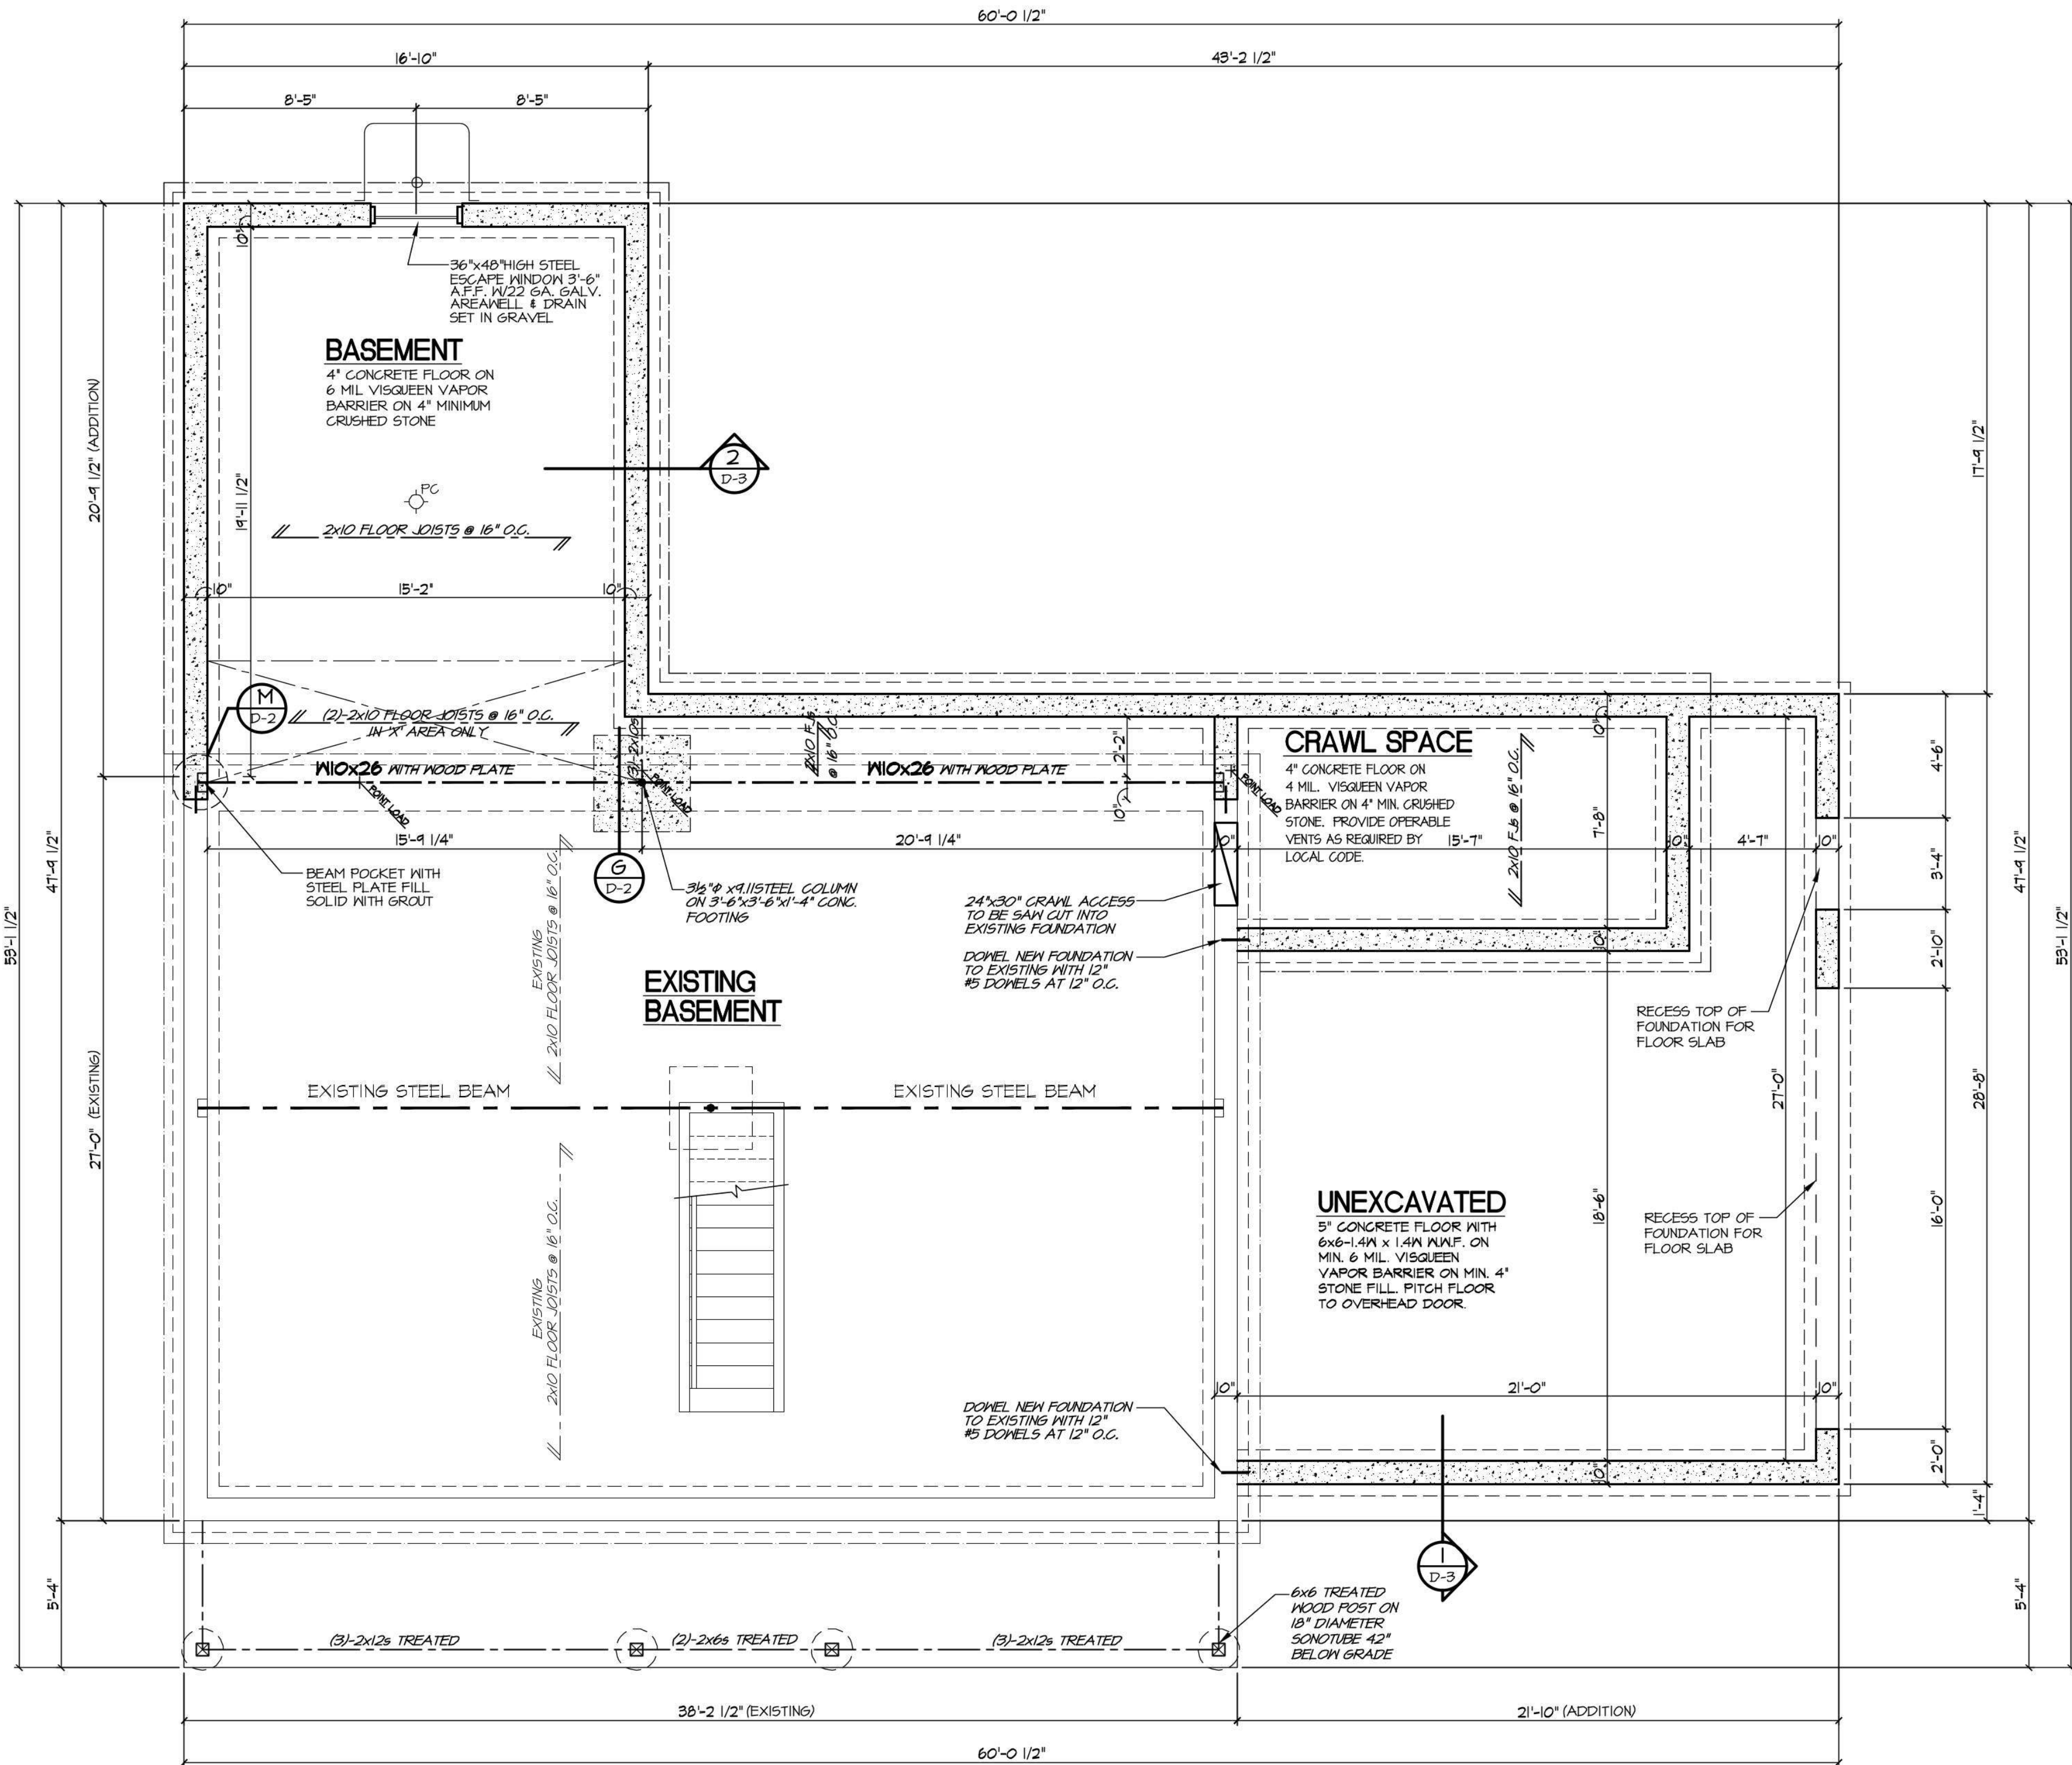 60'-0 1/2"
16'-10"
43'-2 1/2"
8'-5"
8'-5"
10"
36"x48"HIGH STEEL
ESCAPE WINDOW 3'-6"
A.F.F. W/22 GA. GALV.
AREAWELL & DRAIN
SET IN GRAVEL
BASEMENT
4" CONCRETE FLOOR ON
6 MIL VISQUEEN VAPOR
BARRIER ON 4" MINIMUM
CRUSHED STONE
20'-9 1/2" (ADDITION)
19'-11 1/2"
17'-9 1/2"
2
D-3
PC
2x10 FLOOR JOISTS @ 16" O.C.
10"
15'-2"
10"
M
D-2
(2)-2x10 FLOOR JOISTS @ 16" O.C.
IN 'X' AREA ONLY
(3) 2x10s
2x10 FJs
@ 16" O.C.
2'-2"
10"
W10x26 WITH WOOD PLATE
W10x26 WITH WOOD PLATE
POINT LOAD
POINT LOAD
POINT LOAD
CRAWL SPACE
4" CONCRETE FLOOR ON
4 MIL. VISQUEEN VAPOR
BARRIER ON 4" MIN. CRUSHED
STONE. PROVIDE OPERABLE
VENTS AS REQUIRED BY
LOCAL CODE.
2x10 FJs @ 16" O.C.
10"
7'-8"
10"
4'-6"
3'-4"
2'-10"
15'-9 1/4"
20'-9 1/4"
10"
15'-7"
10"
4'-7"
10"
47'-9 1/2"
53'-1 1/2"
47'-9 1/2"
53'-1 1/2"
BEAM POCKET WITH
STEEL PLATE FILL
SOLID WITH GROUT
G
D-2
3½"Φ x9.11STEEL COLUMN
ON 3'-6"x3'-6"x1'-4" CONC.
FOOTING
24"x30" CRAWL ACCESS
TO BE SAW CUT INTO
EXISTING FOUNDATION
DOWEL NEW FOUNDATION
TO EXISTING WITH 12"
#5 DOWELS AT 12" O.C.
EXISTING
2x10 FLOOR JOISTS @ 16" O.C.
EXISTING
BASEMENT
RECESS TOP OF
FOUNDATION FOR
FLOOR SLAB
27'-0" (EXISTING)
EXISTING STEEL BEAM
EXISTING STEEL BEAM
27'-0"
28'-8"
UNEXCAVATED
5" CONCRETE FLOOR WITH
6x6-1.4W x 1.4W W.W.F. ON
MIN. 6 MIL. VISQUEEN
VAPOR BARRIER ON MIN. 4"
STONE FILL. PITCH FLOOR
TO OVERHEAD DOOR.
18'-6"
16'-0"
RECESS TOP OF
FOUNDATION FOR
FLOOR SLAB
EXISTING
2x10 FLOOR JOISTS @ 16" O.C.
10"
21'-0"
10"
DOWEL NEW FOUNDATION
TO EXISTING WITH 12"
#5 DOWELS AT 12" O.C.
10"
2'-0"
1'-4"
1
D-3
5'-4"
5'-4"
6x6 TREATED
WOOD POST ON
18" DIAMETER
SONOTUBE 42"
BELOW GRADE
(3)-2x12s TREATED
(2)-2x6s TREATED
(3)-2x12s TREATED
38'-2 1/2" (EXISTING)
21'-10" (ADDITION)
60'-0 1/2"